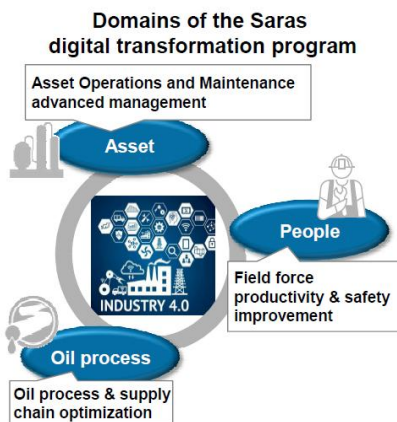 Domains of the Saras
digital transformation program
Asset Operations and Maintenance
advanced management
Asset
People
Field force
productivity & safety
improvement
INDUSTRY 4.0
Oil process
Oil process & supply
chain optimization